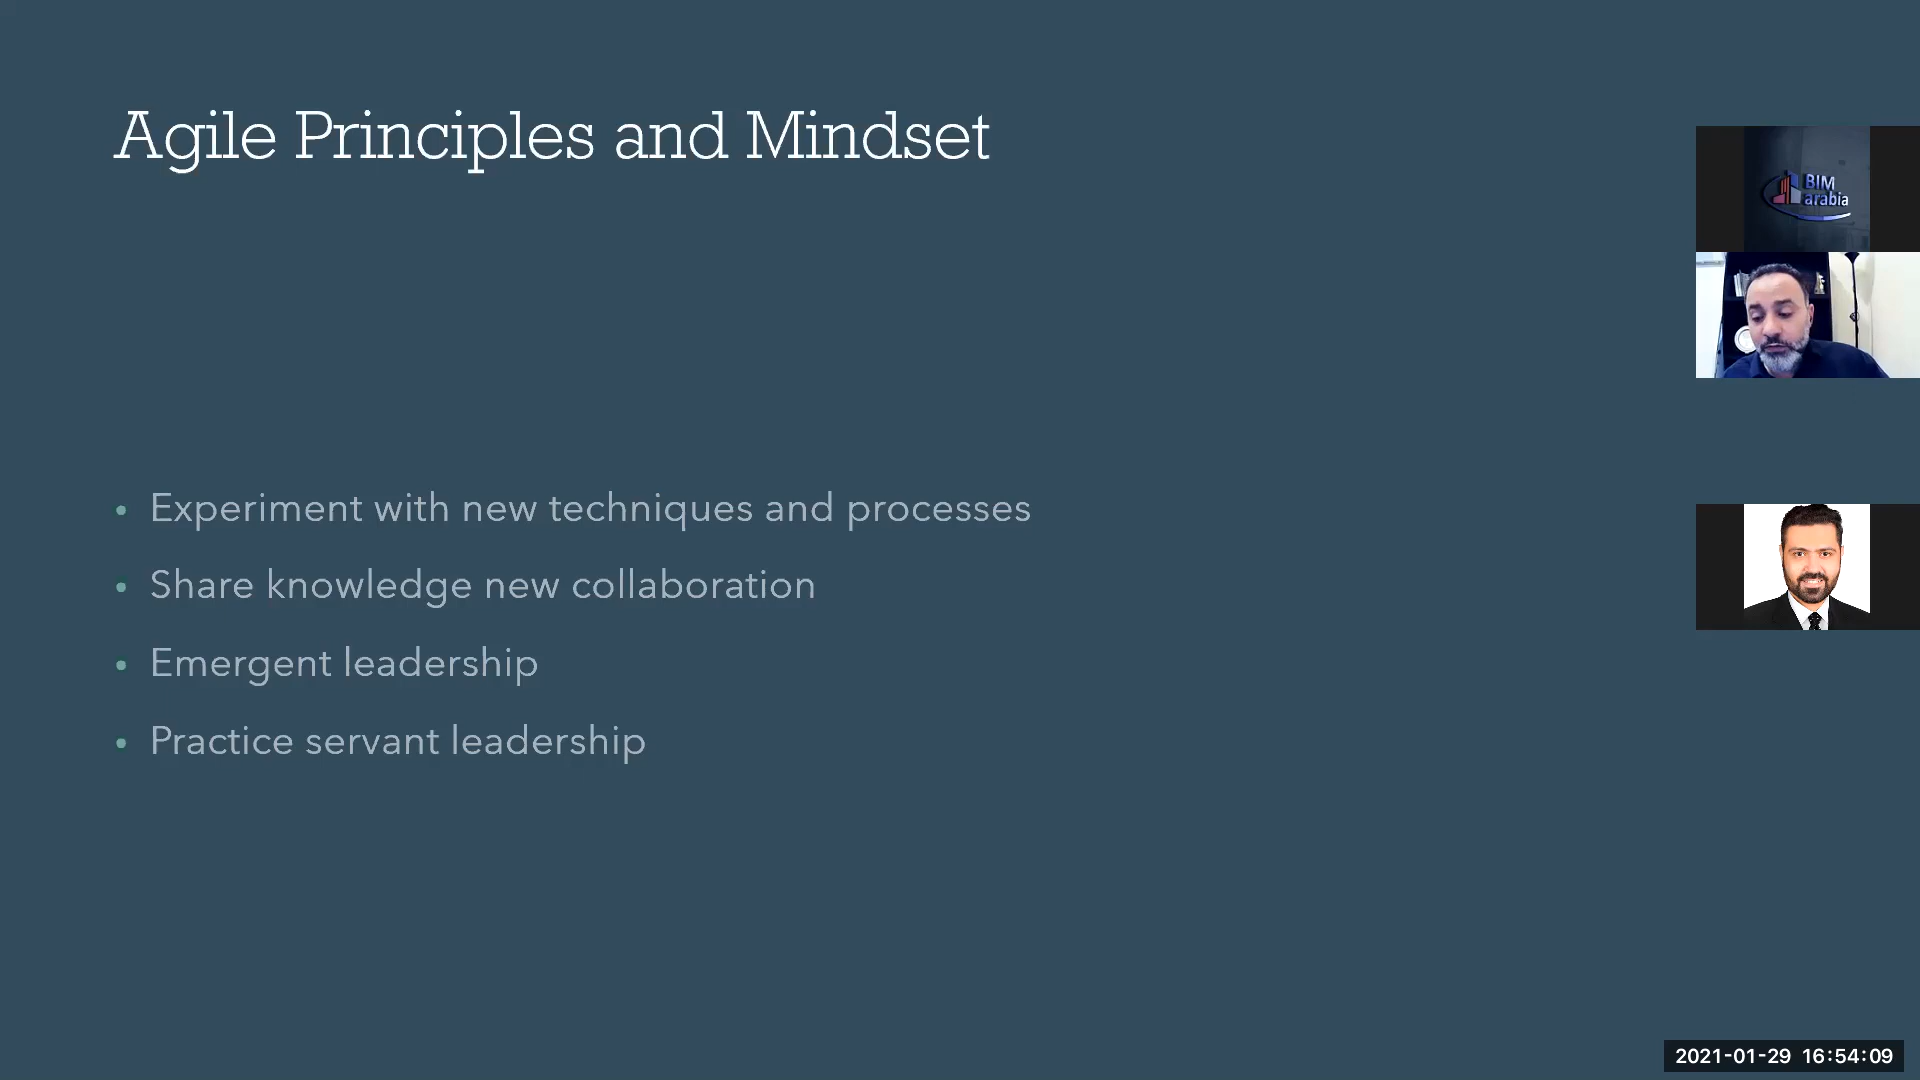 Agile Principles and Mindset
BIM
arabia
• Experiment with new techniques and processes
• Share knowledge new collaboration
• Emergent leadership
• Practice servant leadership
2021-01-29 16:54:09